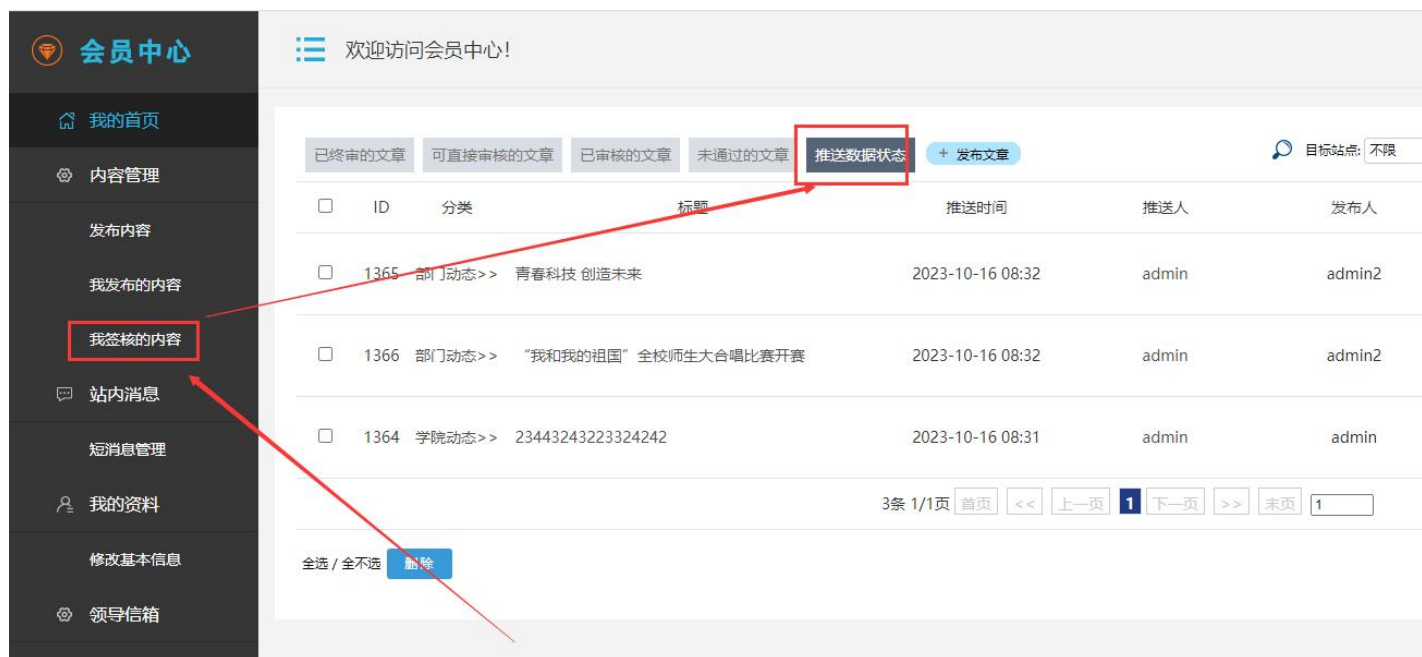 会员中心
欢迎访问会员中心!
我的首页
内容管理
发布内容
我发布的内容
我签核的内容
站内消息
短消息管理
我的资料
修改基本信息
领导信箱
已终审的文章 可直接审核的文章 已审核的文章 未通过的文章 推送数据状态 + 发布文章 目标站点: 不限
ID 分类 标题 推送时间 推送人 发布人
1365 部门动态>> 青春科技 创造未来 2023-10-16 08:32 admin admin2
1366 部门动态>> “我和我的祖国”全校师生大合唱比赛开赛 2023-10-16 08:32 admin admin2
1364 学院动态>> 23443243223324242 2023-10-16 08:31 admin admin
3条 1/1页 首页 << 上一页 1 下一页 >> 末页 1
全选 / 全不选 删除